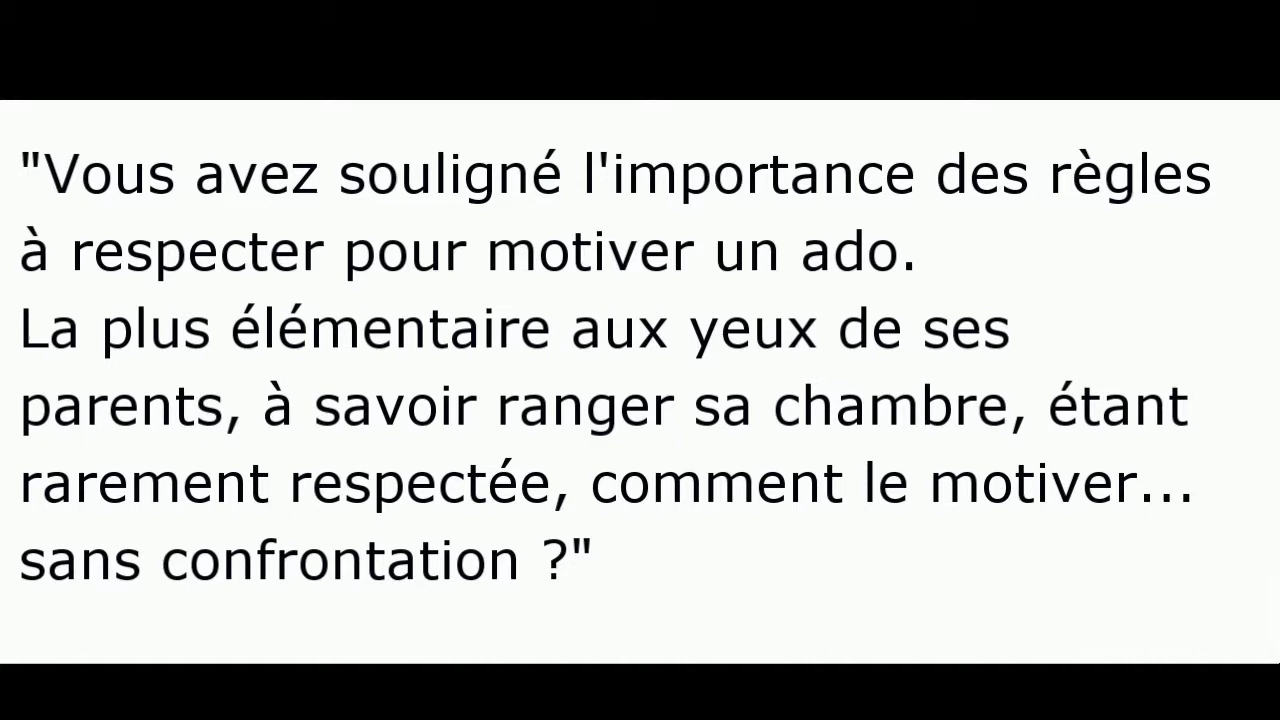 "Vous avez souligné l'importance des règles
à respecter pour motiver un ado.
La plus élémentaire aux yeux de ses
parents, à savoir ranger sa chambre, étant
rarement respectée, comment le motiver...
sans confrontation ?"